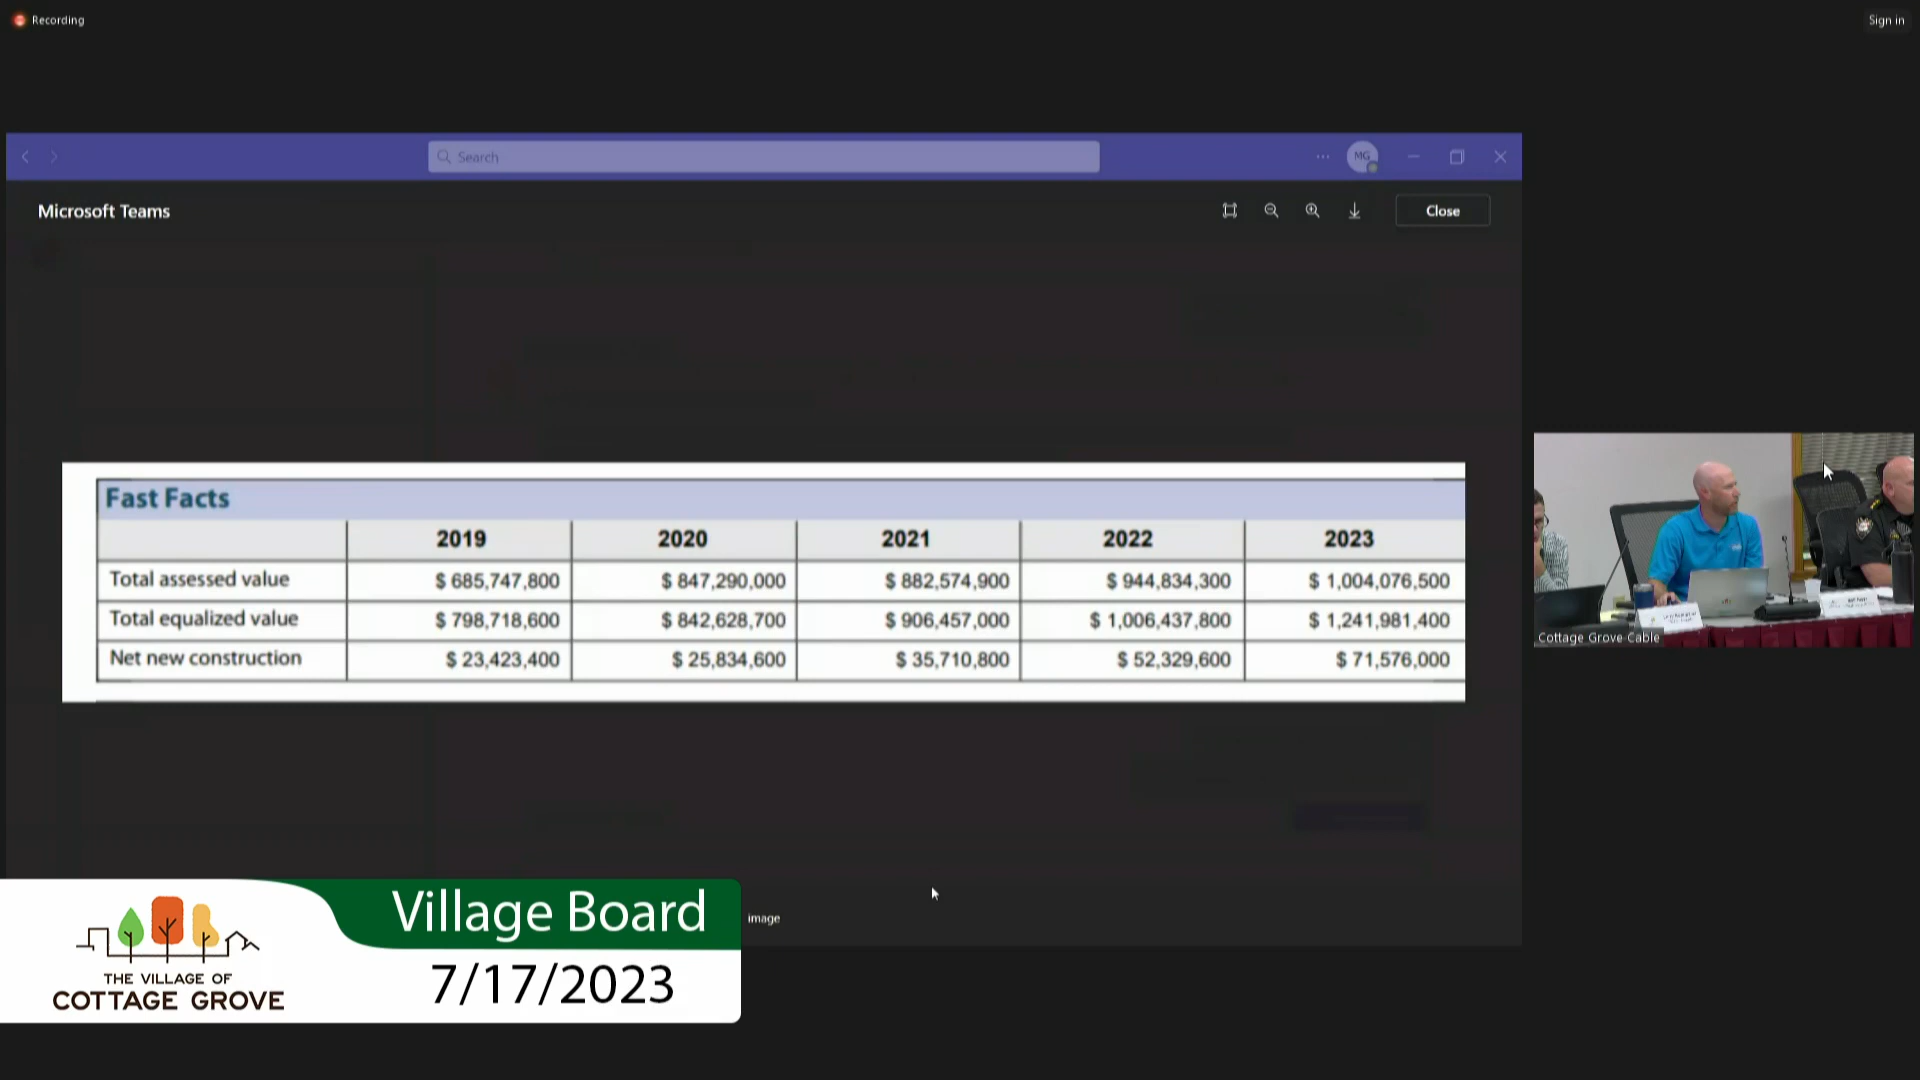 Recording
Sign in
Search
MG
Microsoft Teams
Close
Fast Facts
2019 2020 2021 2022 2023
Total assessed value $ 685,747,800 $ 847,290,000 $ 882,574,900 $ 944,834,300 $ 1,004,076,500
Total equalized value $ 798,718,600 $ 842,628,700 $ 906,457,000 $ 1,006,437,800 $ 1,241,981,400
Net new construction $ 23,423,400 $ 25,834,600 $ 35,710,800 $ 52,329,600 $ 71,576,000
Cottage Grove Cable
image
Village Board
7/17/2023
THE VILLAGE OF
COTTAGE GROVE